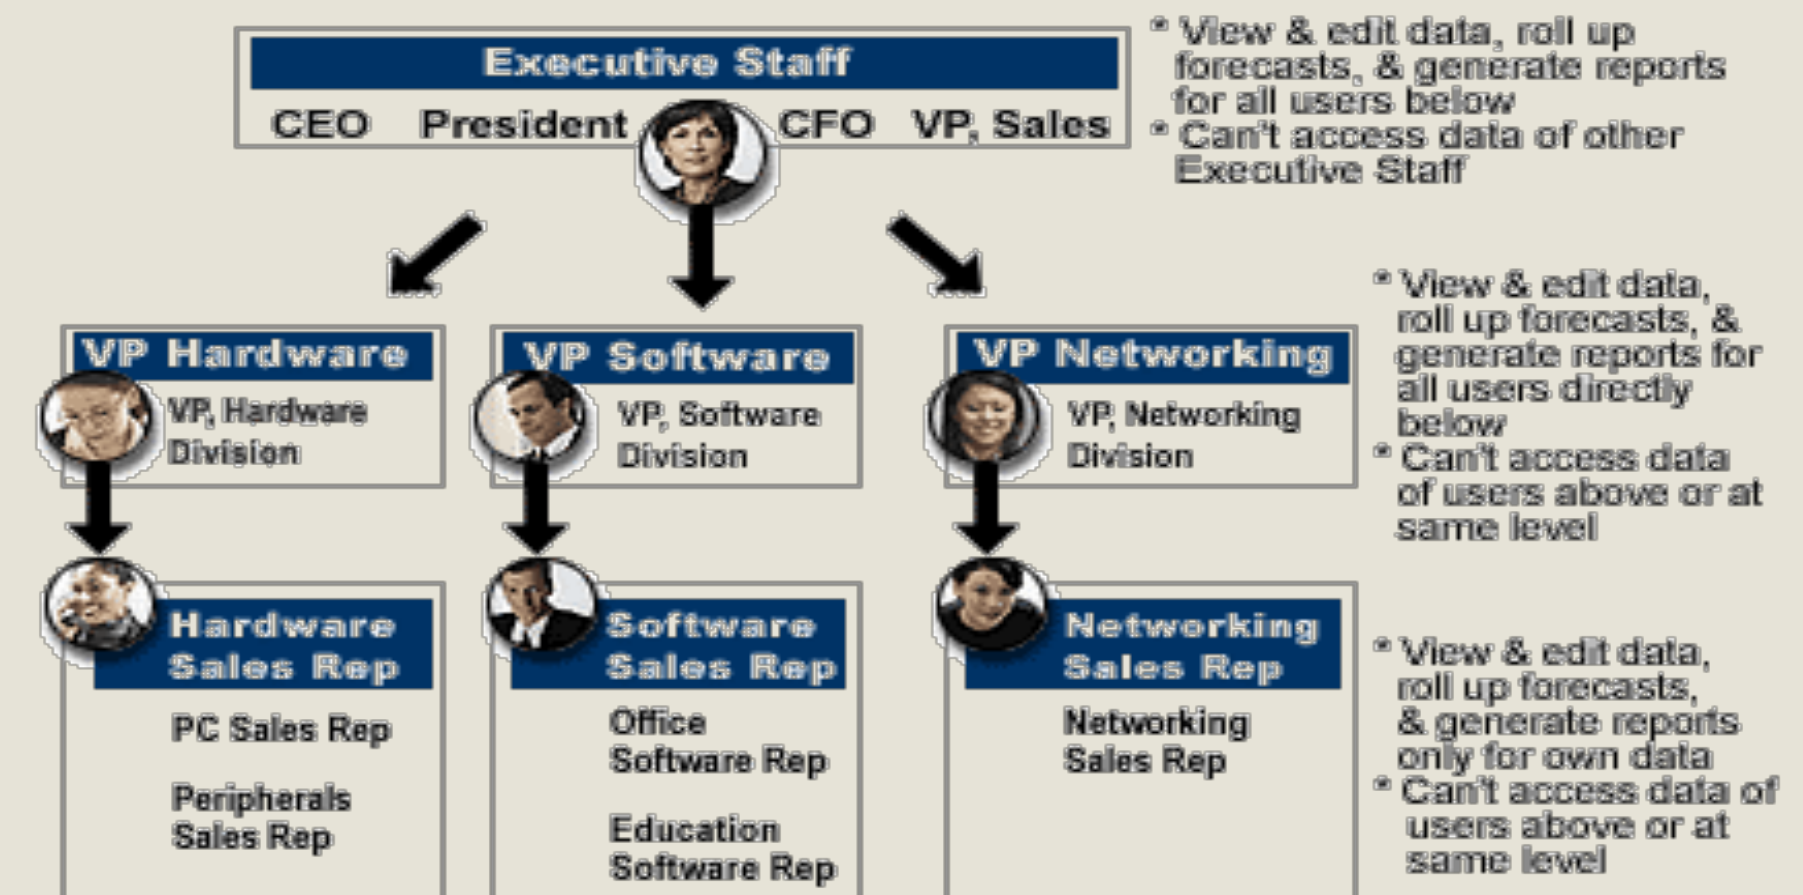 Executive Staff
CEO President CFO VP, Sales
* View & edit data, roll up
forecasts, & generate reports
for all users below
* Can't access data of other
Executive Staff
VP Hardware
VP, Hardware
Division
VP Software
VP, Software
Division
VP Networking
VP, Networking
Division
* View & edit data,
roll up forecasts, &
generate reports for
all users directly
below
* Can't access data
of users above or at
same level
Hardware
Sales Rep
PC Sales Rep
Peripherals
Sales Rep
Software
Sales Rep
Office
Software Rep
Education
Software Rep
Networking
Sales Rep
Networking
Sales Rep
* View & edit data,
roll up forecasts,
& generate reports
only for own data
* Can't access data of
users above or at
same level